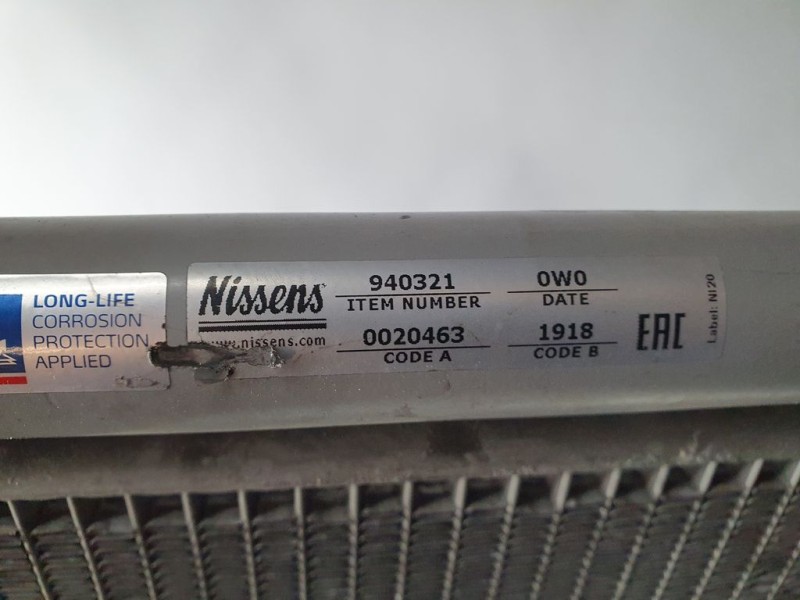 LONG-LIFE
CORROSION
PROTECTION
APPLIED
Nissens
www.nissens.com
940321
ITEM NUMBER
0020463
CODE A
0W0
DATE
1918
CODE B
EAC
Label: NI20